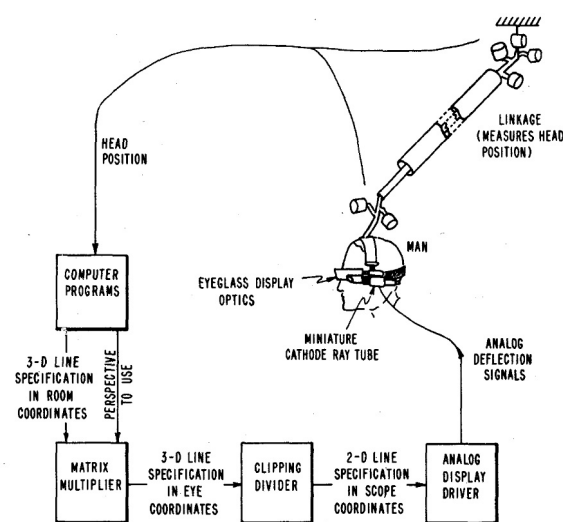 LINKAGE
(MEASURES HEAD
POSITION)
HEAD
POSITION
MAN
COMPUTER
PROGRAMS
EYEGLASS DISPLAY
OPTICS
MINIATURE
CATHODE RAY TUBE
ANALOG
DEFLECTION
SIGNALS
3-D LINE
SPECIFICATION
IN ROOM
COORDINATES
PERSPECTIVE
TO USE
MATRIX
MULTIPLIER
3-D LINE
SPECIFICATION
IN EYE
COORDINATES
CLIPPING
DIVIDER
2-D LINE
SPECIFICATION
IN SCOPE
COORDINATES
ANALOG
DISPLAY
DRIVER